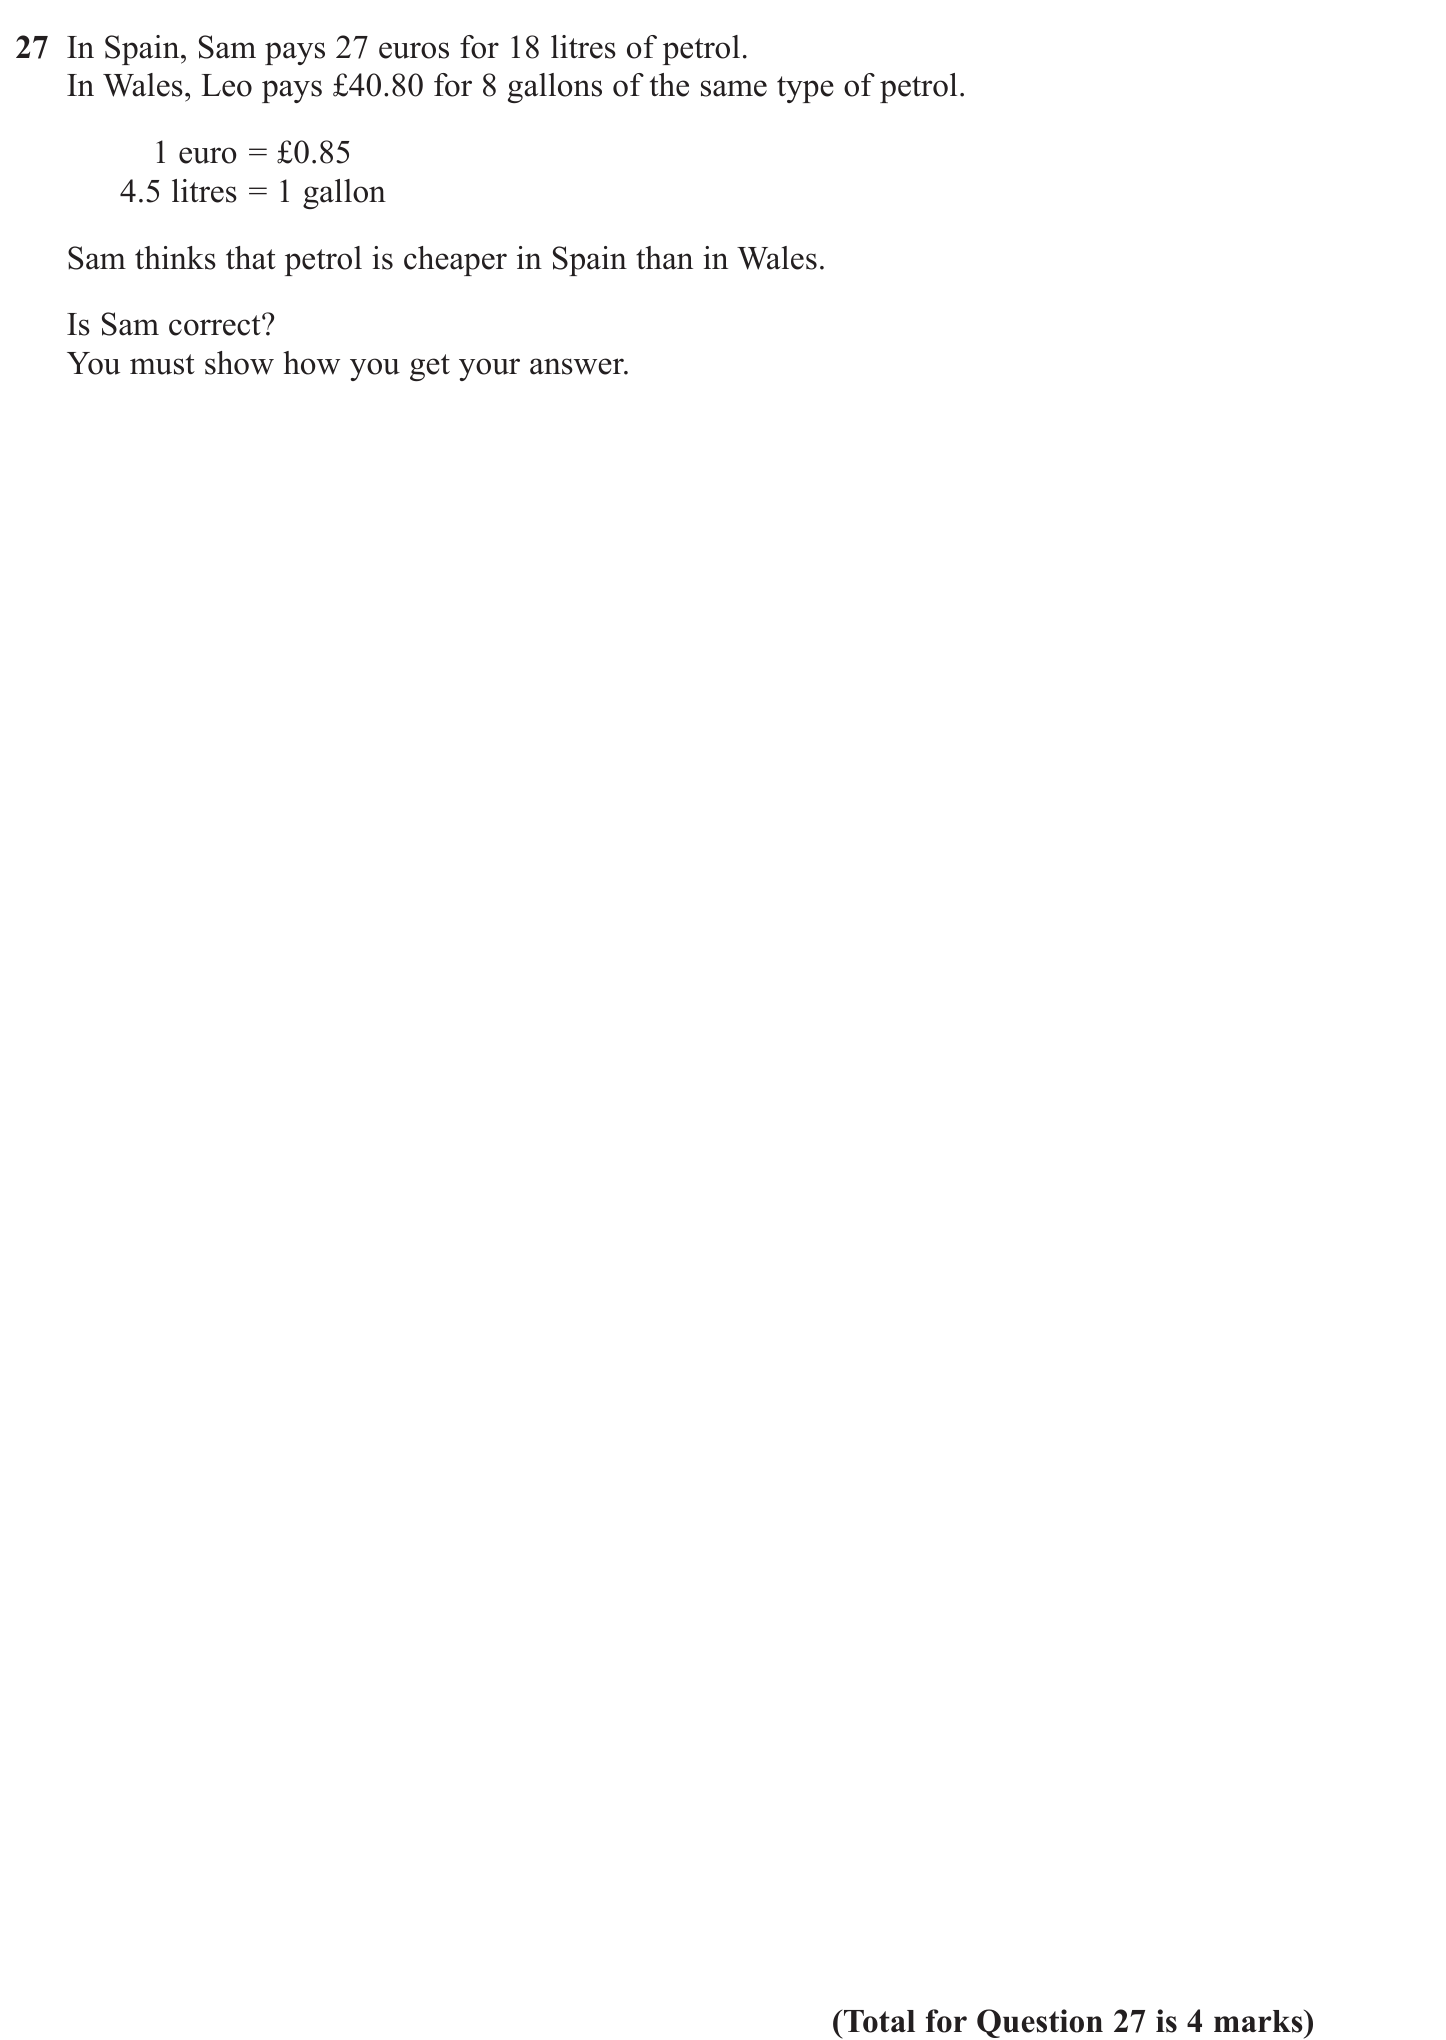 27 In Spain, Sam pays 27 euros for 18 litres of petrol.
In Wales, Leo pays £40.80 for 8 gallons of the same type of petrol.
1 euro = £0.85
4.5 litres = 1 gallon
Sam thinks that petrol is cheaper in Spain than in Wales.
Is Sam correct?
You must show how you get your answer.
(Total for Question 27 is 4 marks)